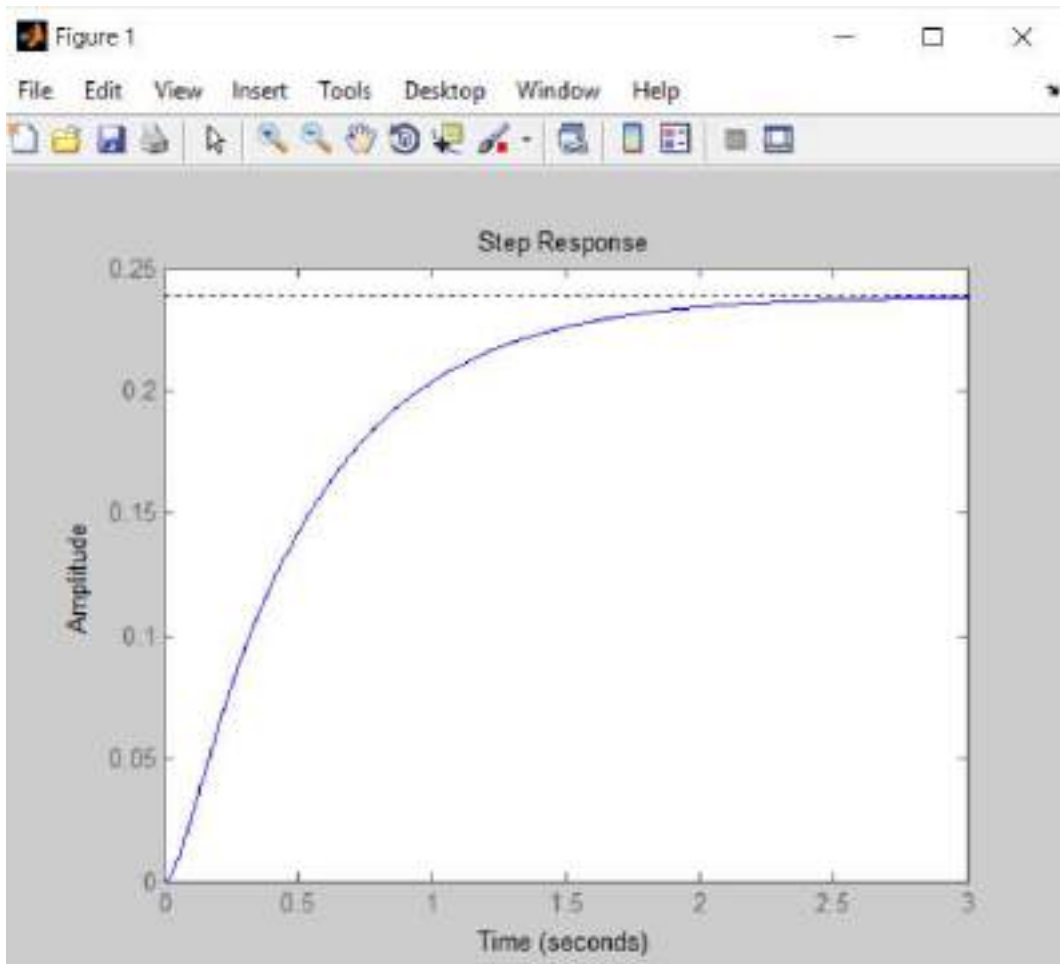 Figure 1
File Edit View Insert Tools Desktop Window Help
Step Response
0.25
0.2
0.15
0.1
0.05
0
Amplitude
0 0.5 1 1.5 2 2.5 3
Time (seconds)